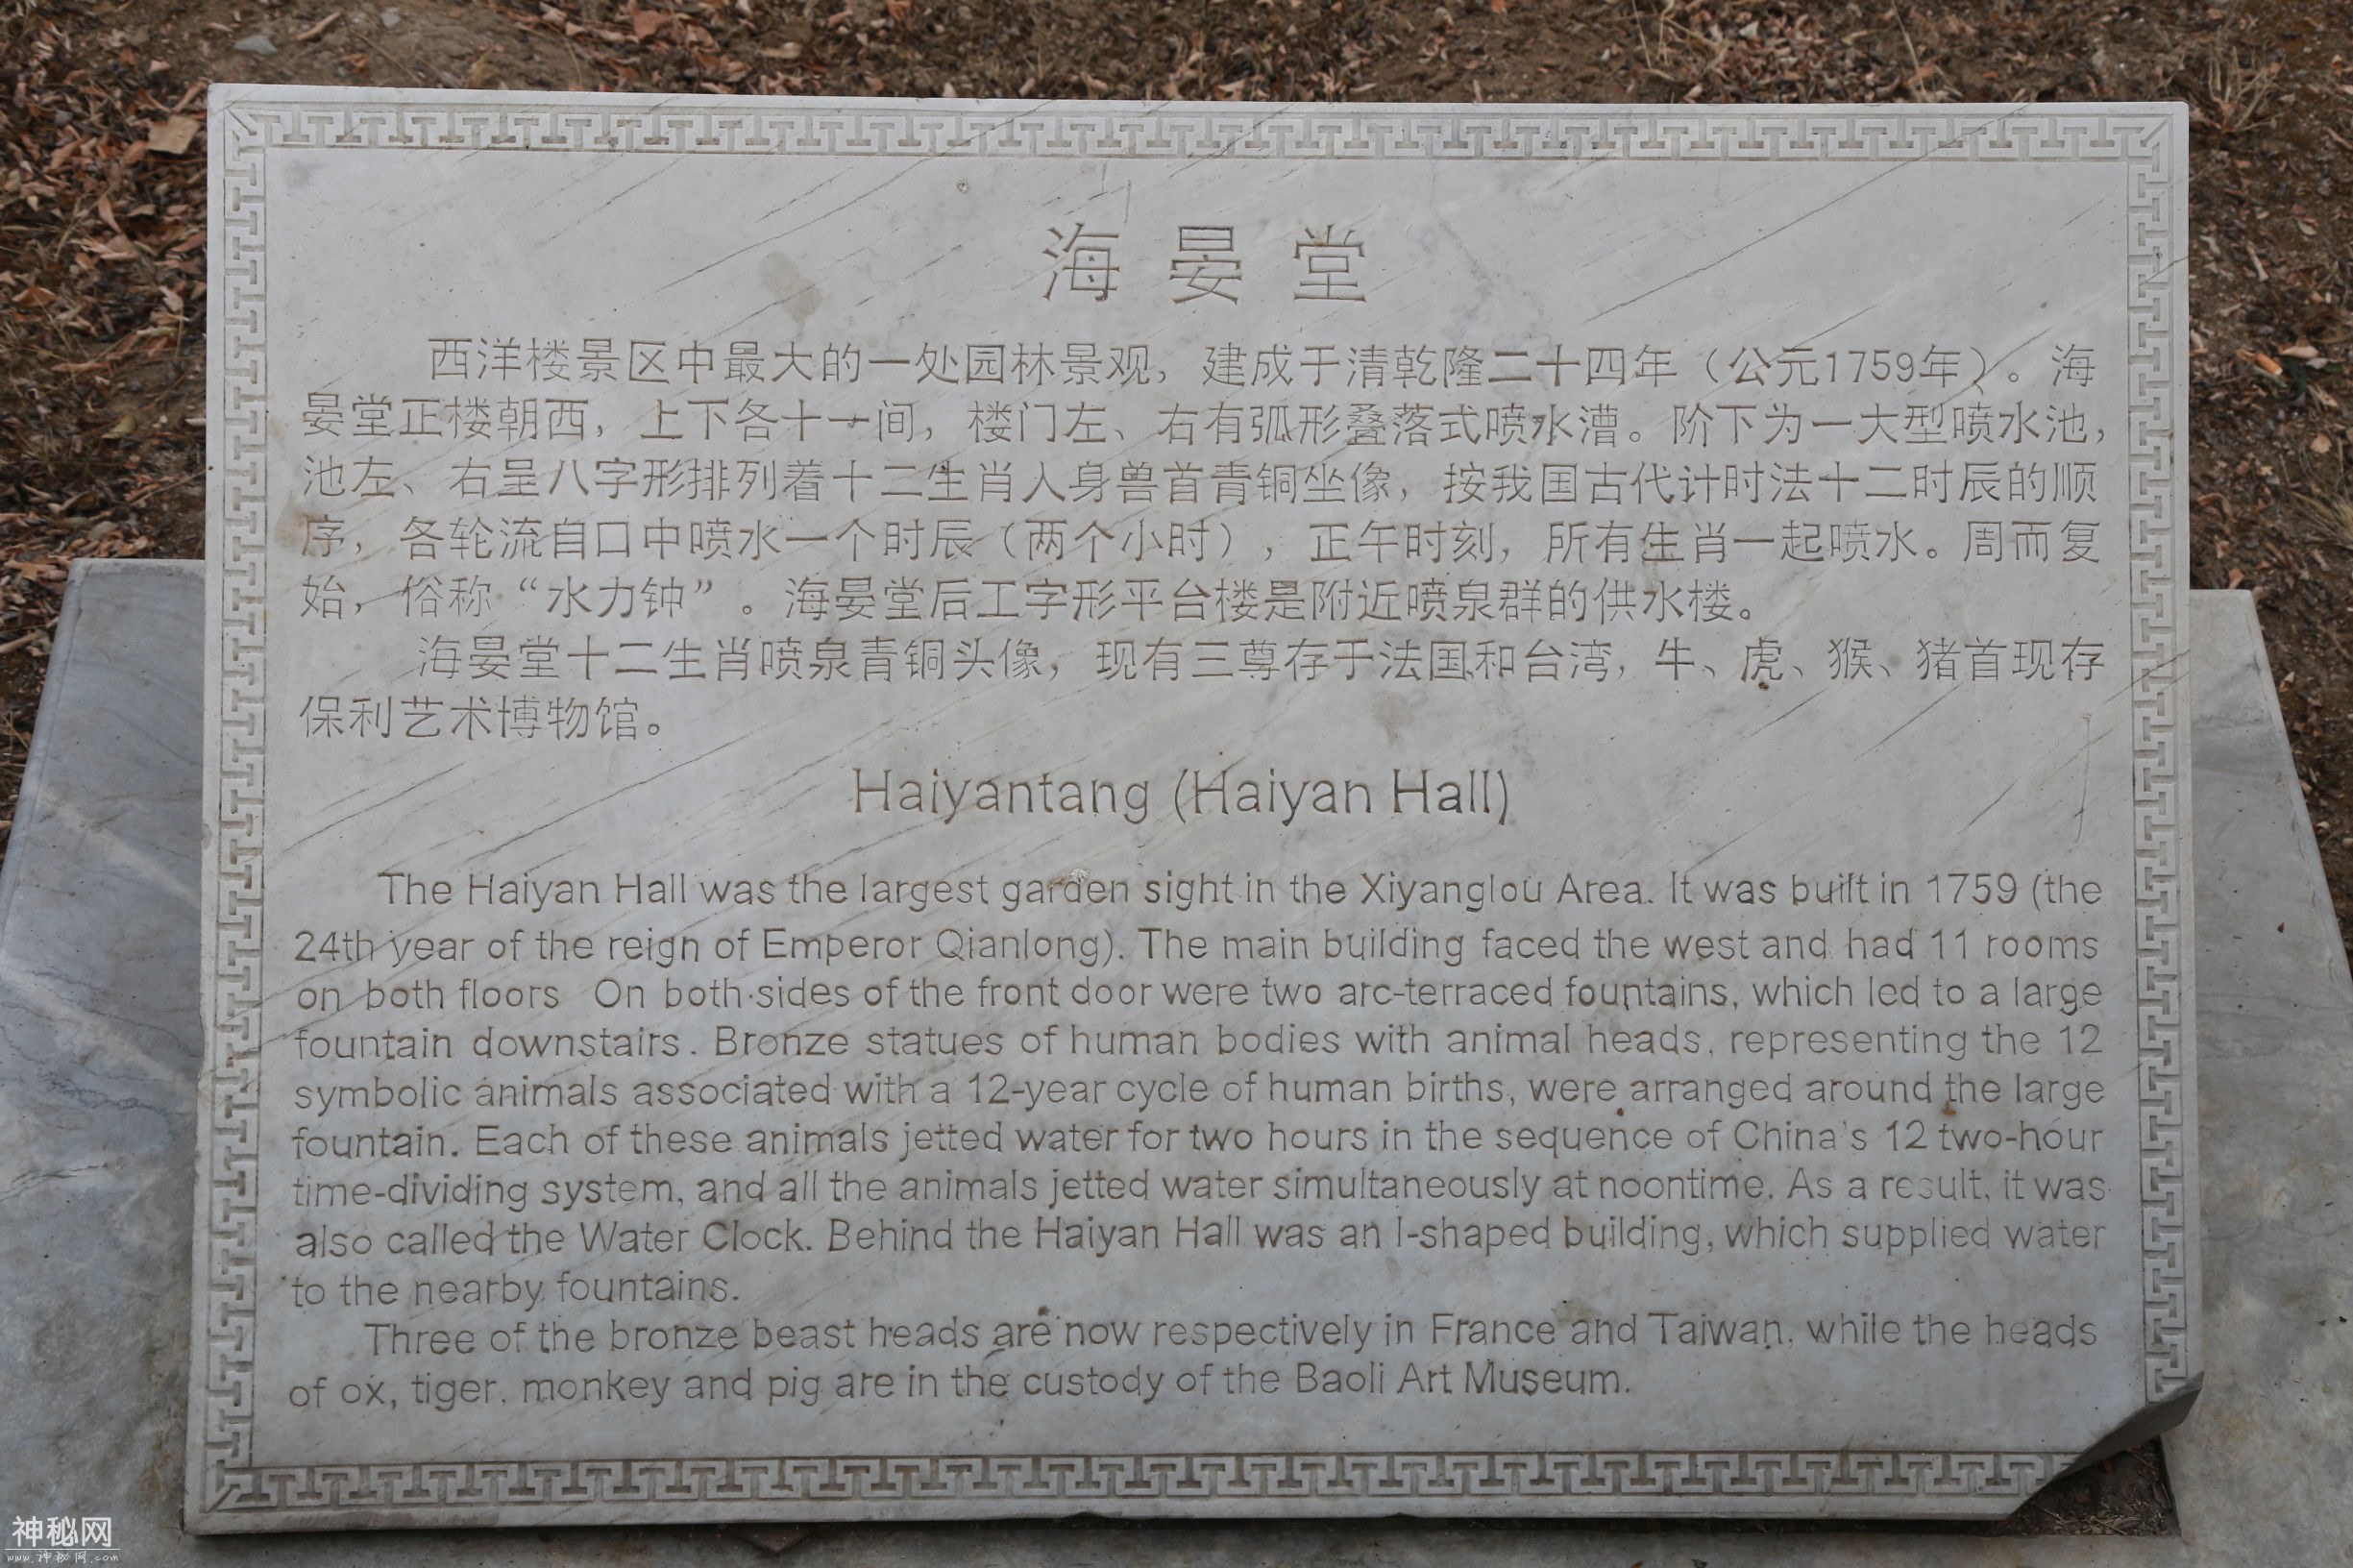 海晏堂
西洋楼景区中最大的一处园林景观，建成于清乾隆二十四年（公元1759年）。海
晏堂正楼朝西，上下各十一间，楼门左、右有弧形叠落式喷水漕。阶下为一大型喷水池，
池左、右呈八字形排列着十二生肖人身兽首青铜坐像，按我国古代计时法十二时辰的顺
序，各轮流自口中喷水一个时辰（两个小时），正午时刻，所有生肖一起喷水。周而复
始，俗称“水力钟”。海晏堂后工字形平台楼是附近喷泉群的供水楼。
海晏堂十二生肖喷泉青铜头像，现有三尊存于法国和台湾，牛、虎、猴、猪首现存
保利艺术博物馆。
Haiyantang (Haiyan Hall)
The Haiyan Hall was the largest garden sight in the Xiyanglou Area. It was built in 1759 (the
24th year of the reign of Emperor Qianlong). The main building faced the west and had 11 rooms
on both floors On both sides of the front door were two arc-terraced fountains, which led to a large
fountain downstairs. Bronze statues of human bodies with animal heads, representing the 12
symbolic animals associated with a 12-year cycle of human births, were arranged around the large
fountain. Each of these animals jetted water for two hours in the sequence of China's 12 two-hour
time-dividing system, and all the animals jetted water simultaneously at noontime. As a result, it was
also called the Water Clock. Behind the Haiyan Hall was an I-shaped building, which supplied water
to the nearby fountains.
Three of the bronze beast heads are now respectively in France and Taiwan, while the heads
of ox, tiger, monkey and pig are in the custody of the Baoli Art Museum.
神秘网
www.神秘网.com